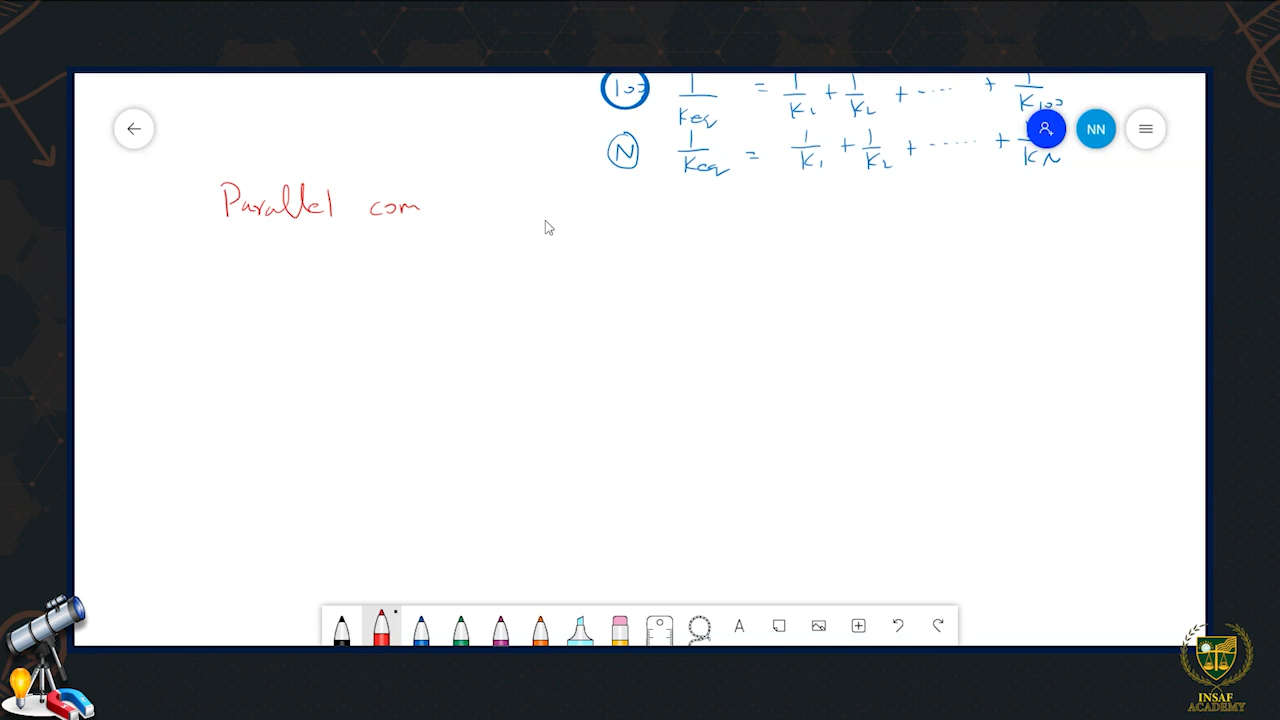 100 1/Keq = 1/K1 + 1/K2 + ..... + 1/K100
N 1/Keq = 1/K1 + 1/K2 + ..... + 1/KN
NN
Parallel com
A
INSAF
ACADEMY